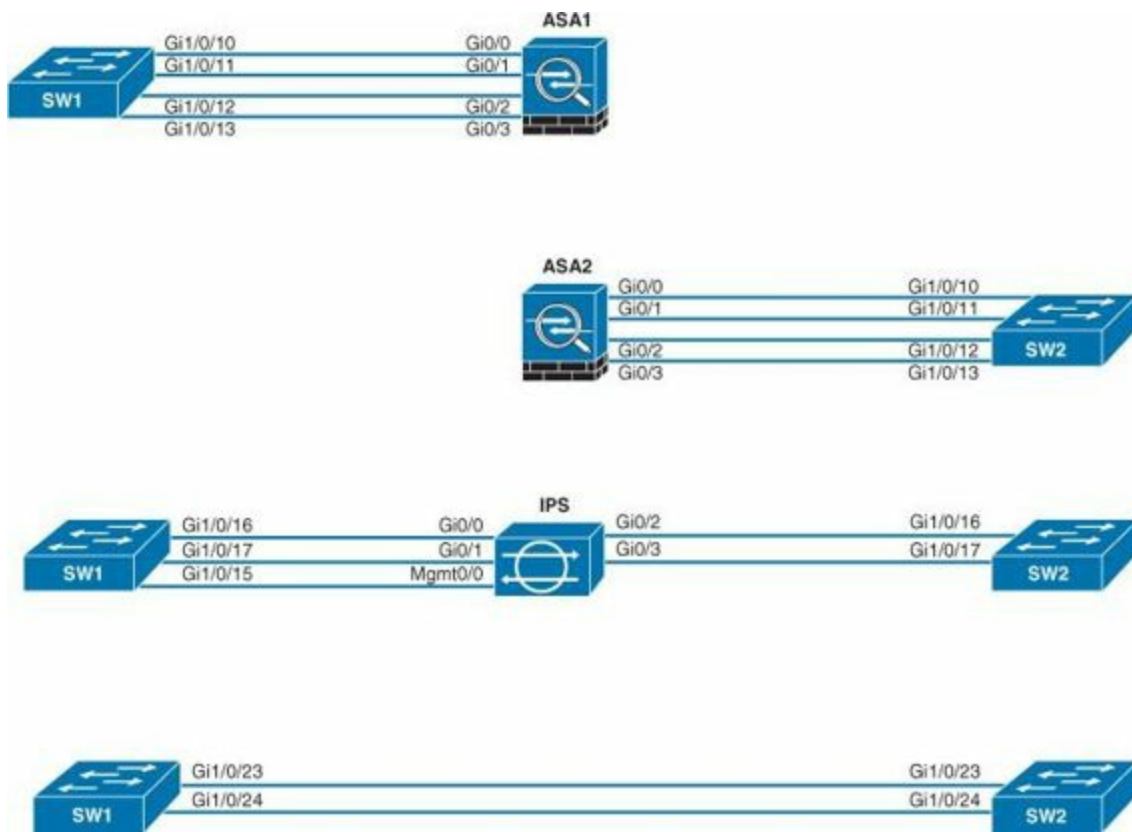 ASA1
Gi1/0/10 Gi0/0
Gi1/0/11 Gi0/1
SW1
Gi1/0/12 Gi0/2
Gi1/0/13 Gi0/3
ASA2
Gi0/0 Gi1/0/10
Gi0/1 Gi1/0/11
SW2
Gi0/2 Gi1/0/12
Gi0/3 Gi1/0/13
IPS
Gi1/0/16 Gi0/0 Gi0/2 Gi1/0/16
Gi1/0/17 Gi0/1 Gi0/3 Gi1/0/17
SW1 Gi1/0/15 Mgmt0/0 SW2
Gi1/0/23 Gi1/0/23
Gi1/0/24 Gi1/0/24
SW1 SW2